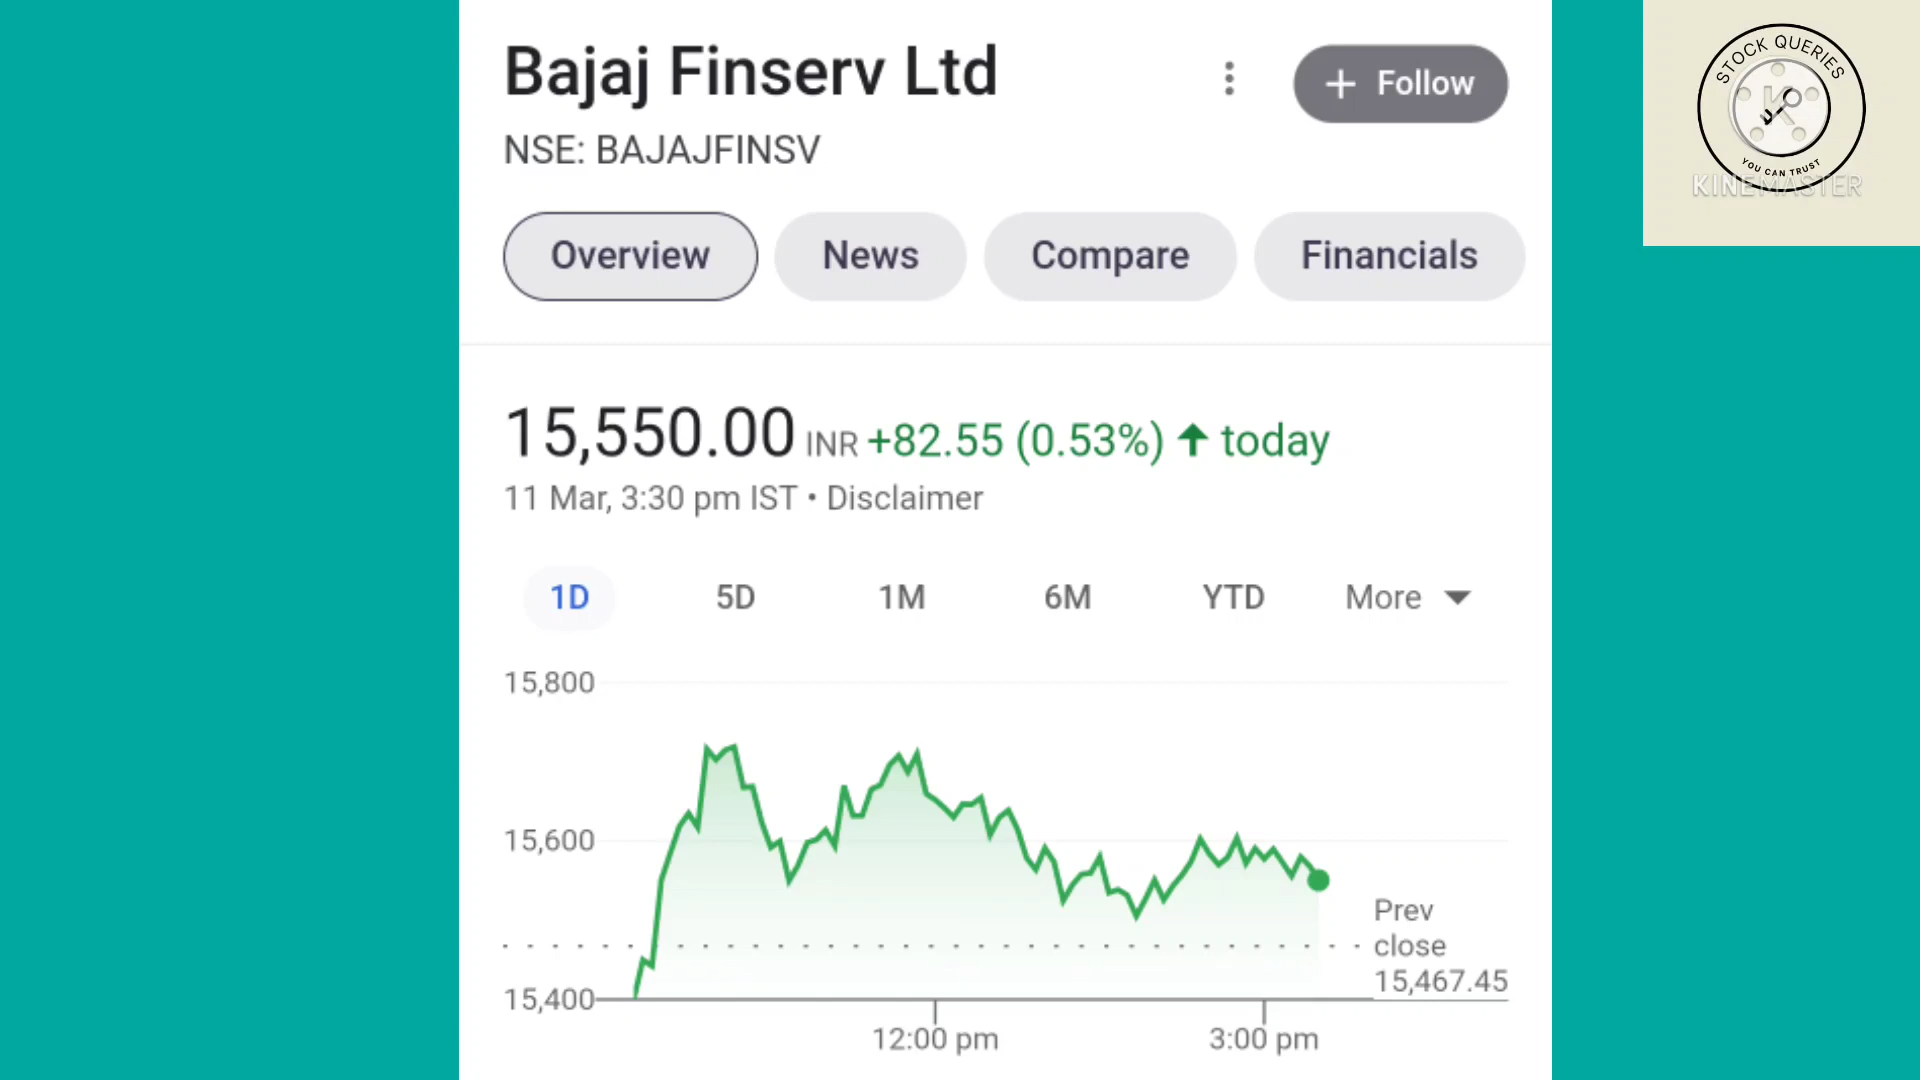 Bajaj Finserv Ltd
+ Follow
NSE: BAJAJFINSV
Overview
News
Compare
Financials
15,550.00 INR +82.55 (0.53%) ↑ today
11 Mar, 3:30 pm IST • Disclaimer
1D
5D
1M
6M
YTD
More
15,800
15,600
15,400
Prev
close
15,467.45
12:00 pm
3:00 pm
STOCK QUERIES
K
YOU CAN TRUST
KINEMASTER